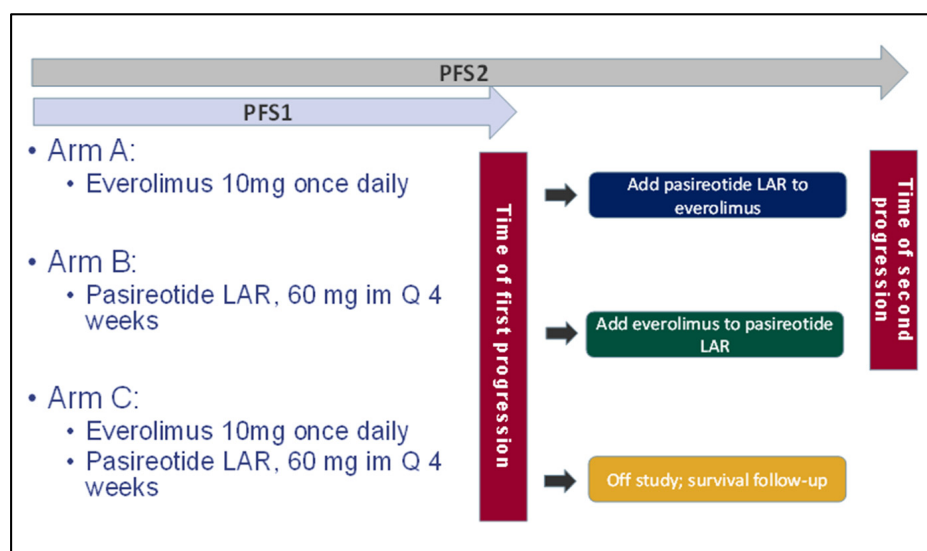 PFS2
PFS1
• Arm A:
• Everolimus 10mg once daily
• Arm B:
• Pasireotide LAR, 60 mg im Q 4
weeks
• Arm C:
• Everolimus 10mg once daily
• Pasireotide LAR, 60 mg im Q 4
weeks
Time of first progression
Add pasireotide LAR to
everolimus
Add everolimus to pasireotide
LAR
Off study; survival follow-up
Time of second
progression